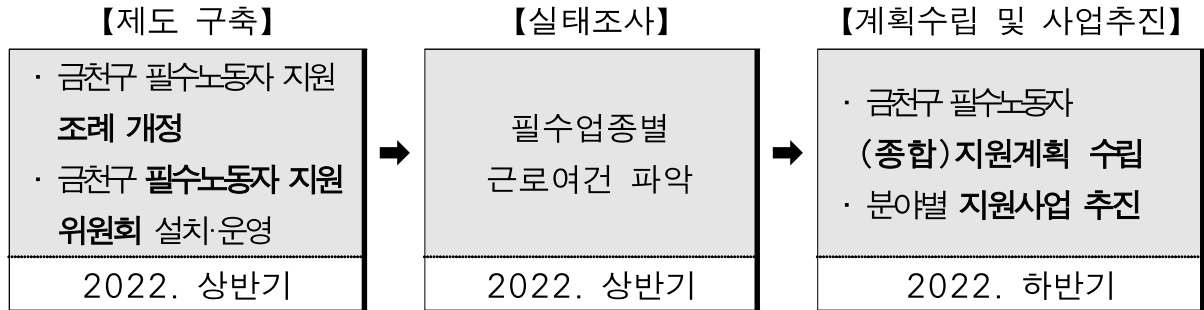 【제도 구축】
· 금천구 필수노동자 지원
조례 개정
· 금천구 필수노동자 지원
위원회 설치·운영
2022. 상반기
➡
【실태조사】
필수업종별
근로여건 파악
2022. 상반기
➡
【계획수립 및 사업추진】
· 금천구 필수노동자
(종합)지원계획 수립
· 분야별 지원사업 추진
2022. 하반기